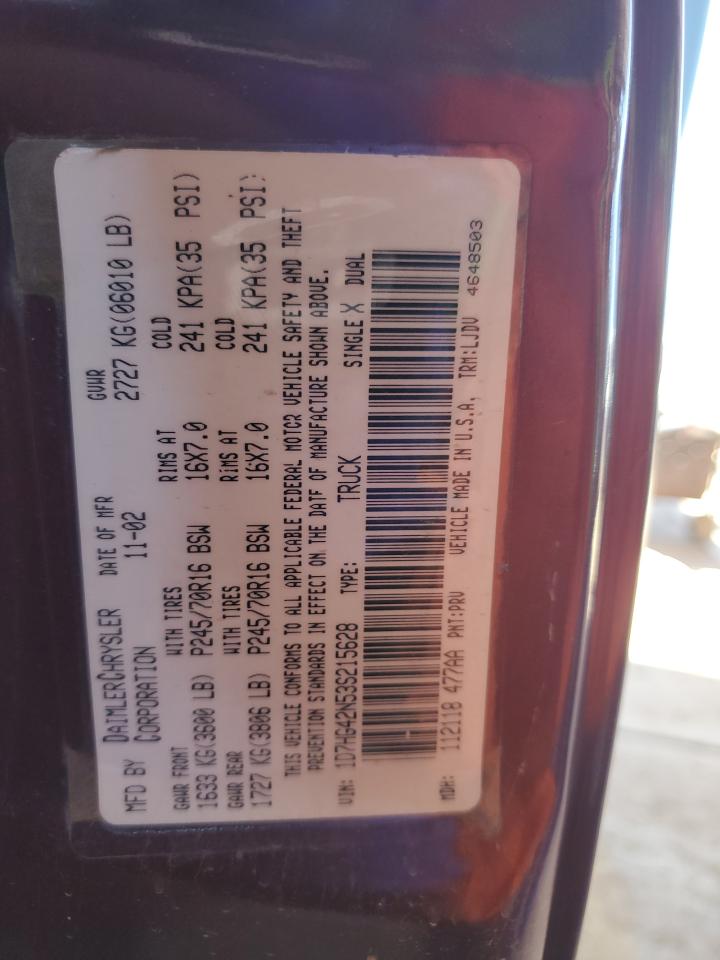 MFD BY DAIMLERCHRYSLER CORPORATION DATE OF MFR 11-02 GVWR 2727 KG(06010 LB)
GAWR FRONT WITH TIRES RIMS AT COLD
1633 KG(3600 LB) P245/70R16 BSW 16X7.0 241 KPA(35 PSI)
GAWR REAR WITH TIRES RIMS AT COLD
1727 KG(3806 LB) P245/70R16 BSW 16X7.0 241 KPA(35 PSI)
THIS VEHICLE CONFORMS TO ALL APPLICABLE FEDERAL MOTOR VEHICLE SAFETY AND THEFT
PREVENTION STANDARDS IN EFFECT ON THE DATE OF MANUFACTURE SHOWN ABOVE.
VIN: 1D7HG42N53S215628 TYPE: TRUCK SINGLE X DUAL
MDH: 112118 477AA PNT:PRV VEHICLE MADE IN U.S.A. TRM:LJDV 4648503